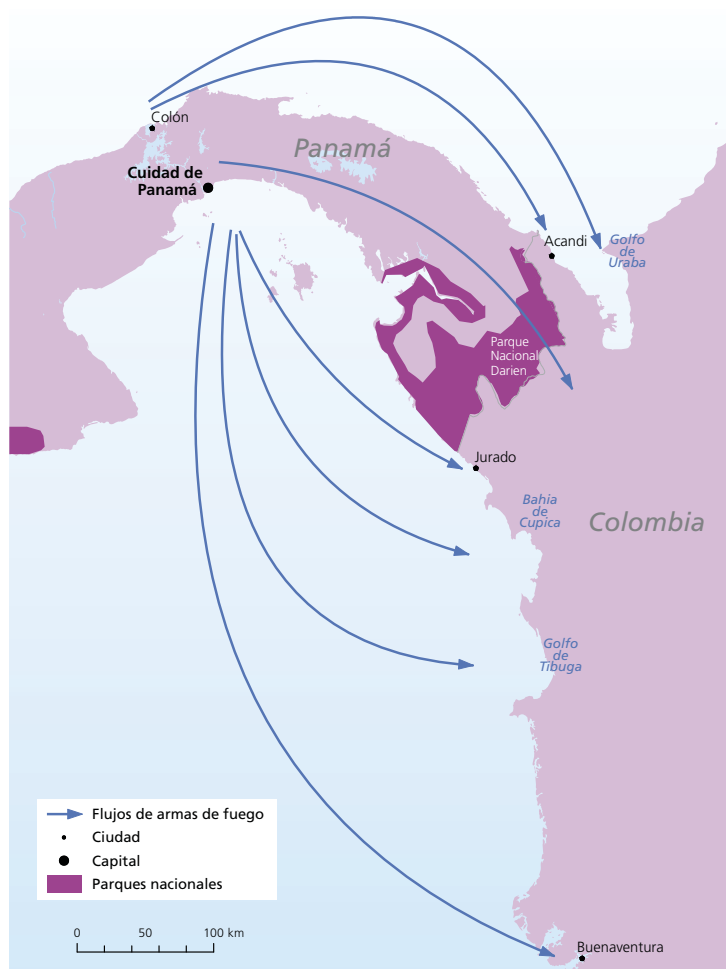 Colón
Panamá
Cuidad de
Panamá
Acandi
Golfo
de
Uraba
Parque
Nacional
Darien
Jurado
Bahia
de
Cupica
Colombia
Golfo
de
Tibuga
Flujos de armas de fuego
Ciudad
Capital
Parques nacionales
0 50 100 km
Buenaventura